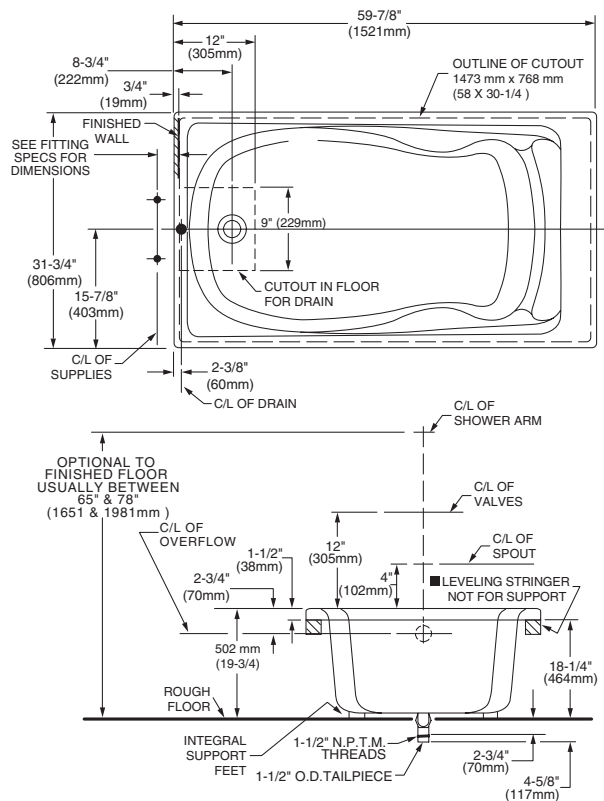 59-7/8"
(1521mm)
12"
(305mm)
8-3/4"
(222mm)
3/4"
(19mm)
OUTLINE OF CUTOUT
1473 mm x 768 mm
(58 X 30-1/4 )
FINISHED
WALL
SEE FITTING
SPECS FOR
DIMENSIONS
9" (229mm)
31-3/4"
(806mm)
15-7/8"
(403mm)
CUTOUT IN FLOOR
FOR DRAIN
C/L OF
SUPPLIES
2-3/8"
(60mm)
C/L OF DRAIN
C/L OF
SHOWER ARM
OPTIONAL TO
FINISHED FLOOR
USUALLY BETWEEN
65" & 78"
(1651 & 1981mm )
C/L OF
VALVES
C/L OF
OVERFLOW
12"
(305mm)
1-1/2"
(38mm)
C/L OF
SPOUT
4"
(102mm)
2-3/4"
(70mm)
■ LEVELING STRINGER
NOT FOR SUPPORT
502 mm
(19-3/4)
18-1/4"
(464mm)
ROUGH
FLOOR
INTEGRAL
SUPPORT
FEET
1-1/2" N.P.T.M.
THREADS
1-1/2" O.D.TAILPIECE
2-3/4"
(70mm)
4-5/8"
(117mm)